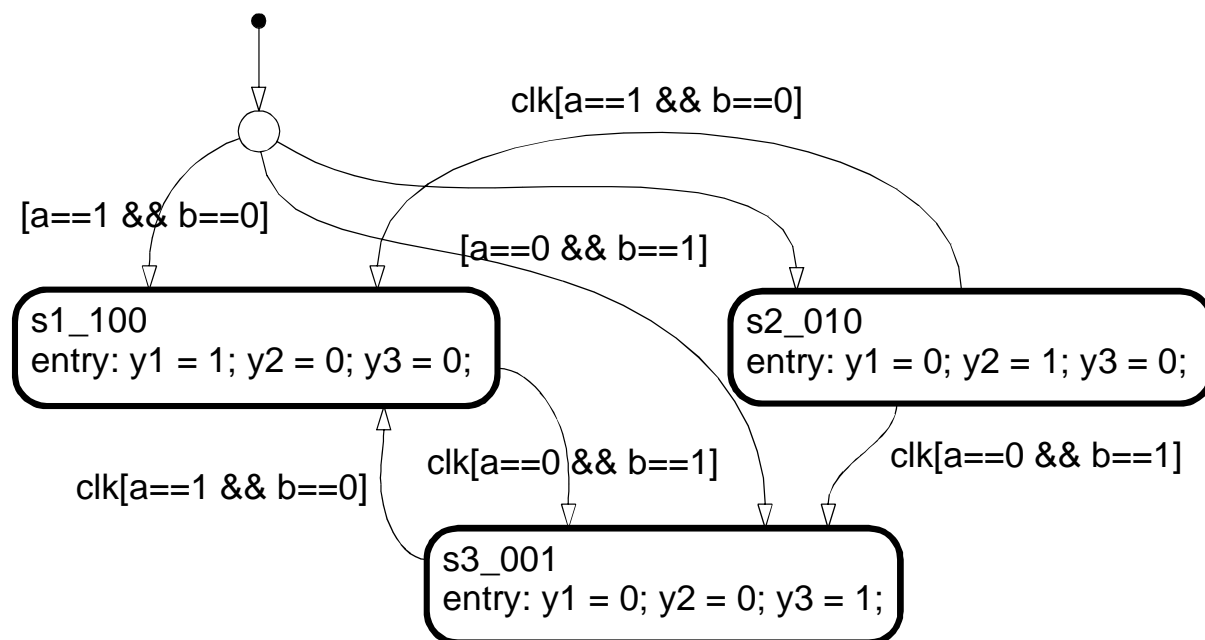 clk[a==1 && b==0]
[a==1 && b==0]
[a==0 && b==1]
s1_100
entry: y1 = 1; y2 = 0; y3 = 0;
s2_010
entry: y1 = 0; y2 = 1; y3 = 0;
clk[a==0 && b==1]
clk[a==0 && b==1]
clk[a==1 && b==0]
s3_001
entry: y1 = 0; y2 = 0; y3 = 1;